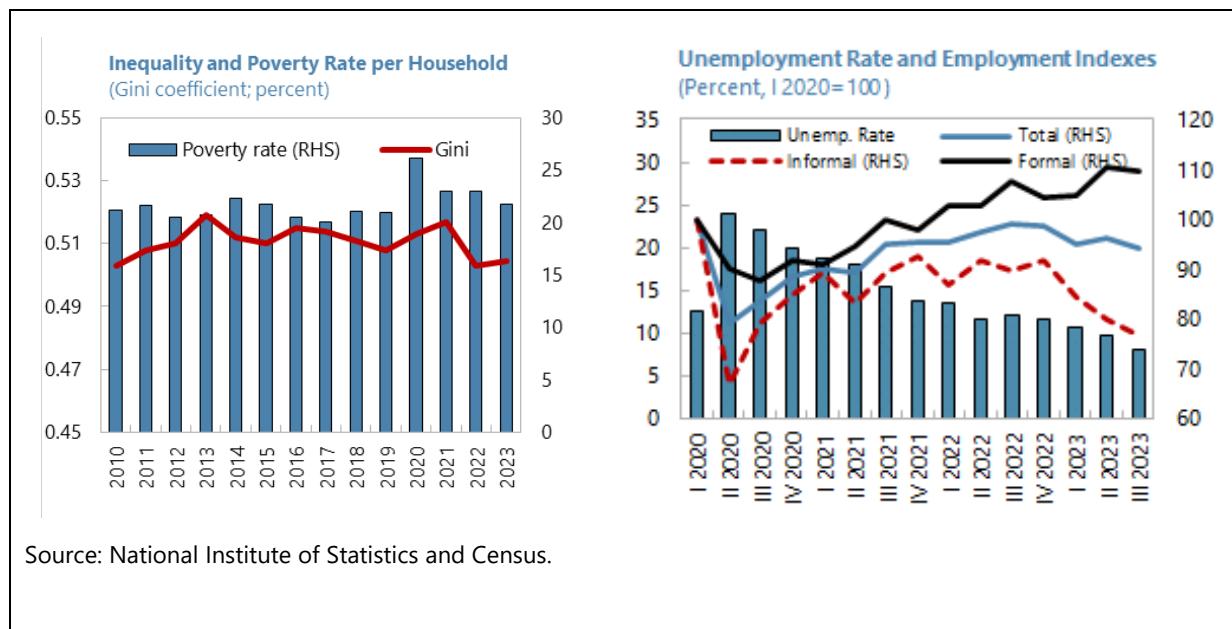 Inequality and Poverty Rate per Household
(Gini coefficient; percent)
0.55
0.53
0.51
0.49
0.47
0.45
30
25
20
15
10
5
0
Poverty rate (RHS)
Gini
2010
2011
2012
2013
2014
2015
2016
2017
2018
2019
2020
2021
2022
2023
Unemployment Rate and Employment Indexes
(Percent, I 2020=100)
35
30
25
20
15
10
5
0
120
110
100
90
80
70
60
Unemp. Rate
Total (RHS)
Informal (RHS)
Formal (RHS)
I 2020
II 2020
III 2020
IV 2020
I 2021
II 2021
III 2021
IV 2021
I 2022
II 2022
III 2022
IV 2022
I 2023
II 2023
III 2023
Source: National Institute of Statistics and Census.